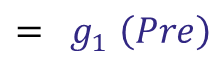 = g₁ (Pre)